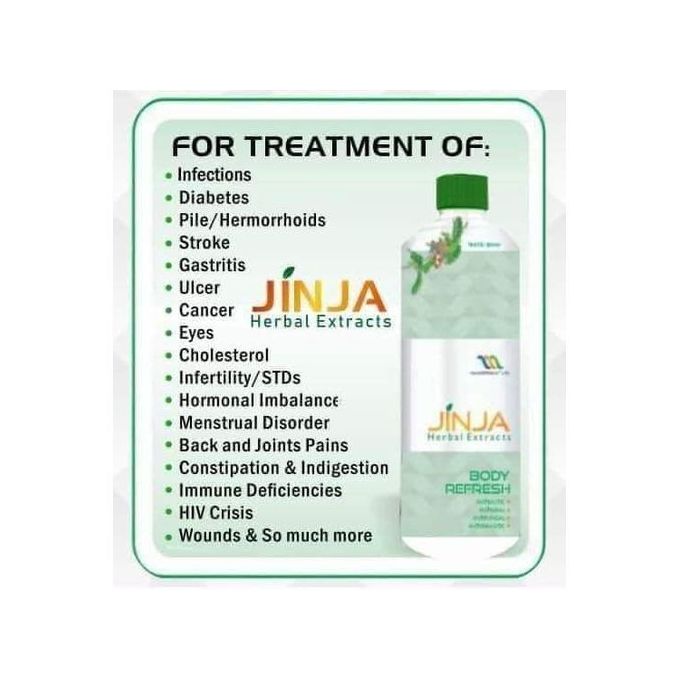 FOR TREATMENT OF:
• Infections
• Diabetes
• Pile/Hermorrhoids
• Stroke
• Gastritis
• Ulcer
• Cancer
• Eyes
• Cholesterol
• Infertility/STDs
• Hormonal Imbalance
• Menstrual Disorder
• Back and Joints Pains
• Constipation & Indigestion
• Immune Deficiencies
• HIV Crisis
• Wounds & So much more
JINJA
Herbal Extracts
JINJA
Herbal Extracts
BODY
REFRESH